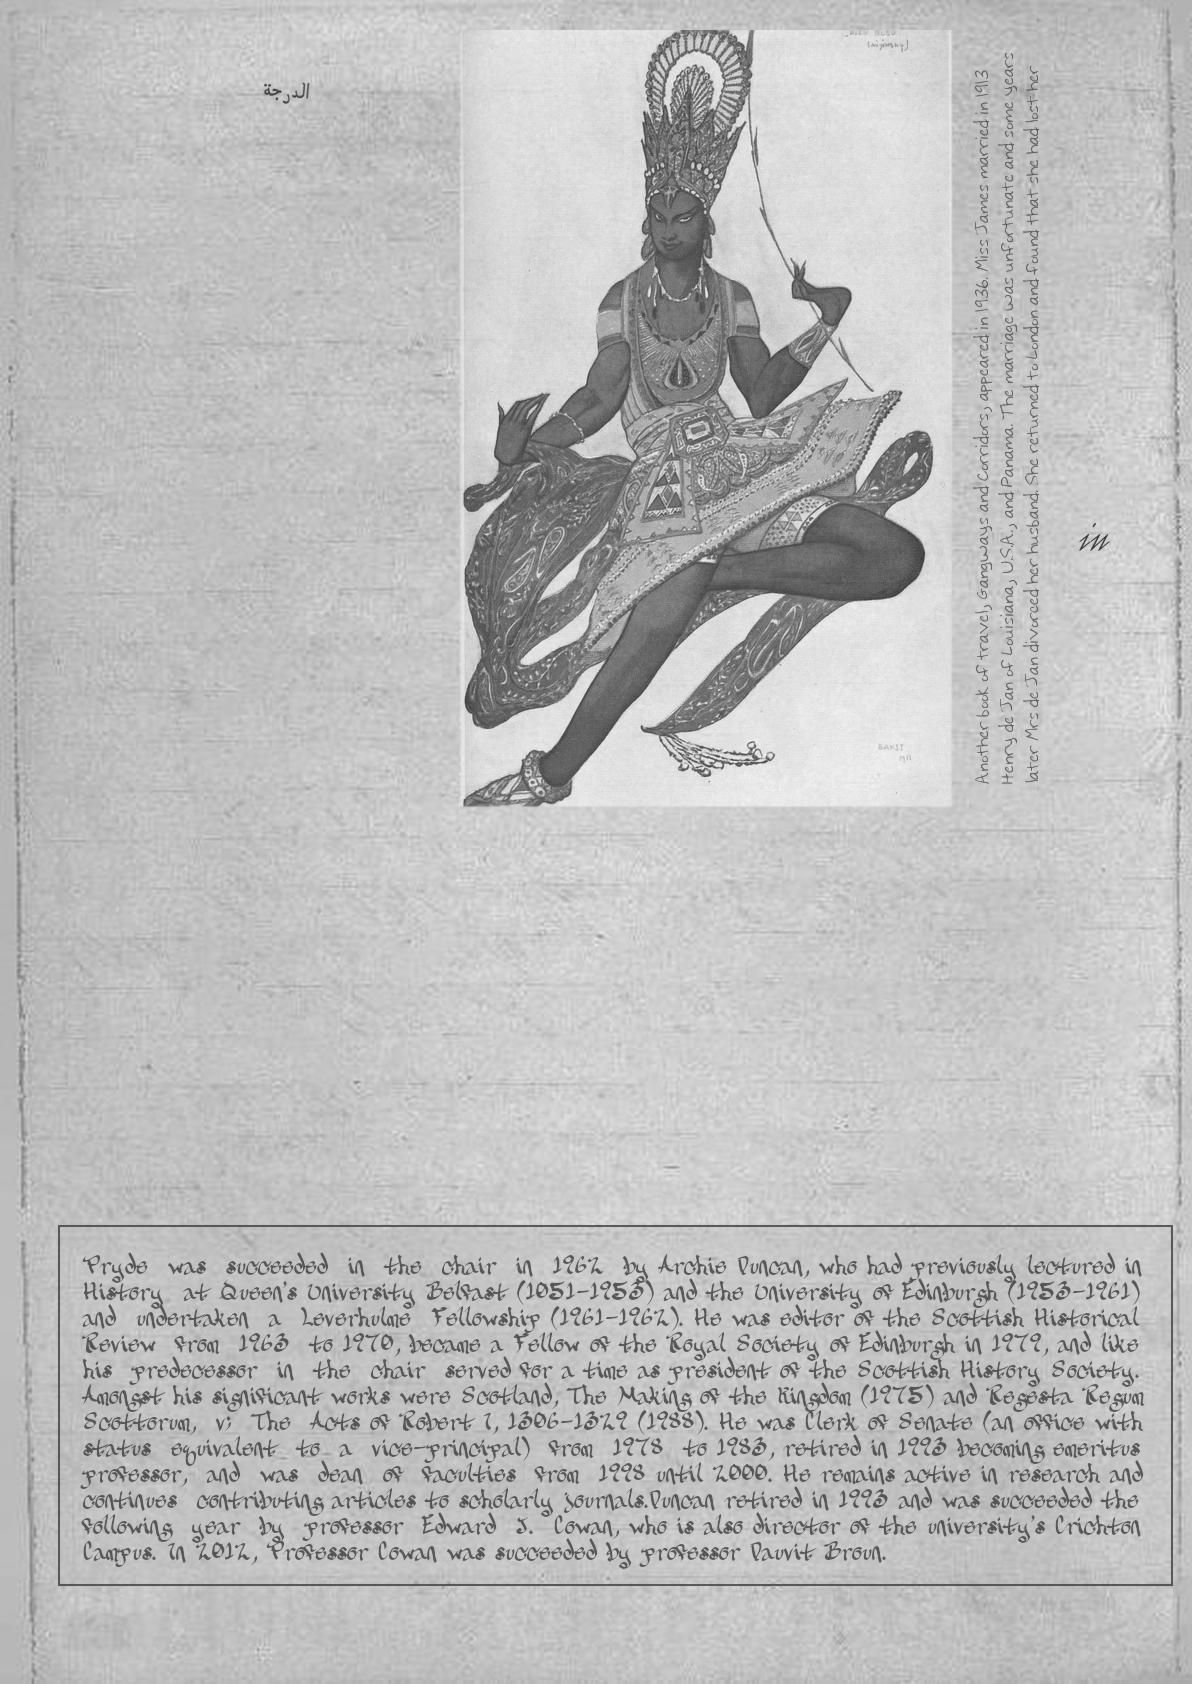 الدرجة
(Nijinsky)
BAKST
1911
Another book of travel, Gangways and Corridors, appeared in 1936. Miss James married in 1913
Henry de Jan of Louisiana, U.S.A., and Panama. The marriage was unfortunate and some years
later Mrs de Jan divorced her husband. She returned to London and found that she had lost her
in
Pryde was succeeded in the chair in 1962 by Archie Duncan, who had previously lectured in
History at Queen's University Belfast (1051–1953) and the University of Edinburgh (1953–1961)
and undertaken a Leverhulme Fellowship (1961–1962). He was editor of the Scottish Historical
Review from 1963 to 1970, became a Fellow of the Royal Society of Edinburgh in 1979, and like
his predecessor in the chair served for a time as president of the Scottish History Society.
Amongst his significant works were Scotland, The Making of the Kingdom (1975) and Regesta Regum
Scottorum, v; The Acts of Robert I, 1306–1329 (1988). He was Clerk of Senate (an office with
status equivalent to a vice-principal) from 1978 to 1983, retired in 1993 becoming emeritus
professor, and was dean of faculties from 1998 until 2000. He remains active in research and
continues contributing articles to scholarly journals.Duncan retired in 1993 and was succeeded the
following year by professor Edward J. Cowan, who is also director of the university's Crichton
Campus. In 2012, Professor Cowan was succeeded by professor Dauvit Broun.